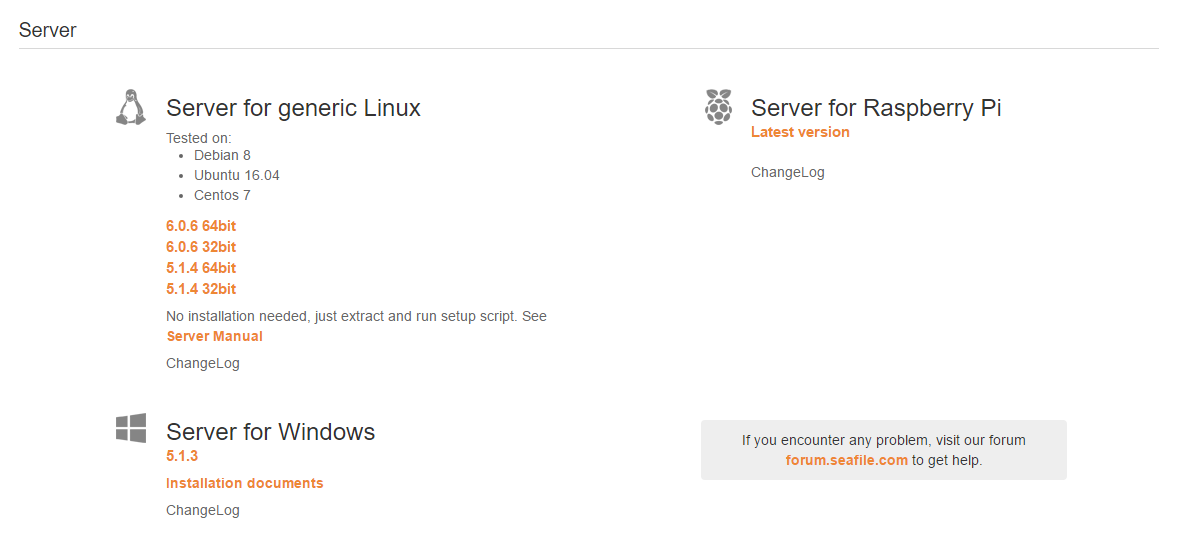 Server
Server for generic Linux
Tested on:
Debian 8
Ubuntu 16.04
Centos 7
6.0.6 64bit
6.0.6 32bit
5.1.4 64bit
5.1.4 32bit
No installation needed, just extract and run setup script. See
Server Manual
ChangeLog
Server for Raspberry Pi
Latest version
ChangeLog
Server for Windows
5.1.3
Installation documents
ChangeLog
If you encounter any problem, visit our forum
forum.seafile.com to get help.